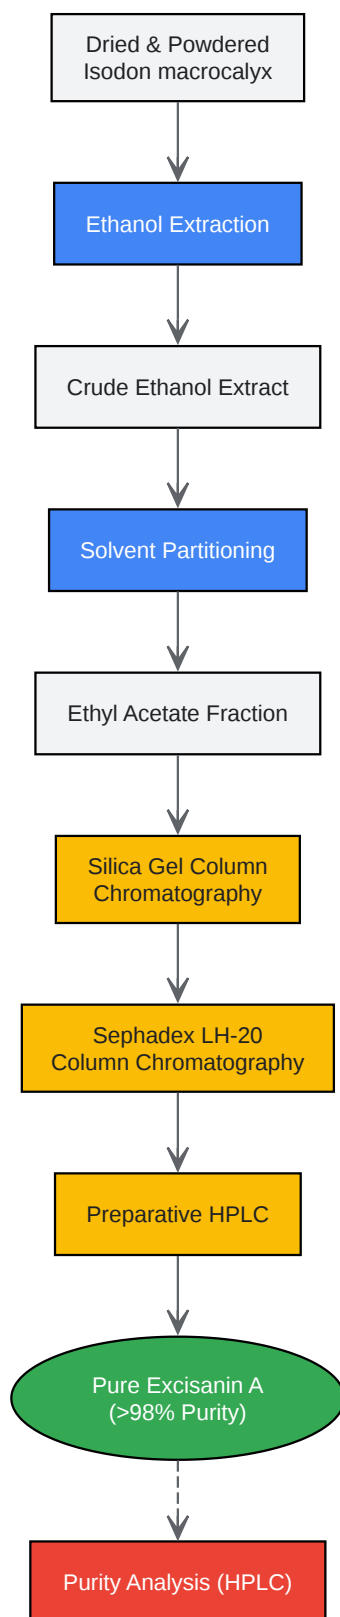 Dried & Powdered
Isodon macrocalyx
Ethanol Extraction
Crude Ethanol Extract
Solvent Partitioning
Ethyl Acetate Fraction
Silica Gel Column
Chromatography
Sephadex LH-20
Column Chromatography
Preparative HPLC
Pure Excisanin A
(>98% Purity)
Purity Analysis (HPLC)